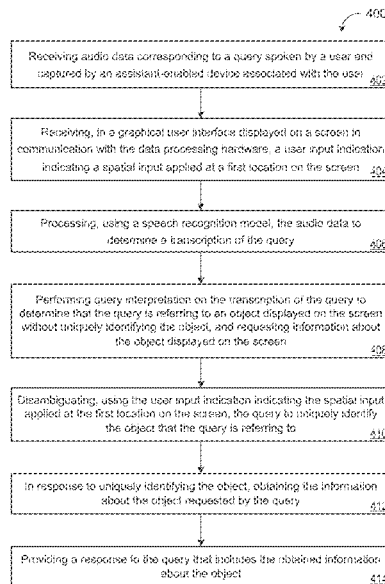 400
Receiving audio data corresponding to a query spoken by a user and
captured by an assistant-enabled device associated with the user
402
Receiving, in a graphical user interface displayed on a screen in
communication with the data processing hardware, a user input indication
indicating a spatial input applied at a first location on the screen
404
Processing, using a speech recognition model, the audio data to
determine a transcription of the query
406
Performing query interpretation on the transcription of the query to
determine that the query is referring to an object displayed on the screen
without uniquely identifying the object, and requesting information about
the object displayed on the screen
408
Disambiguating, using the user input indication indicating the spatial input
applied at the first location on the screen, the query to uniquely identify
the object that the query is referring to
410
In response to uniquely identifying the object, obtaining the information
about the object requested by the query
412
Providing a response to the query that includes the obtained information
about the object
414